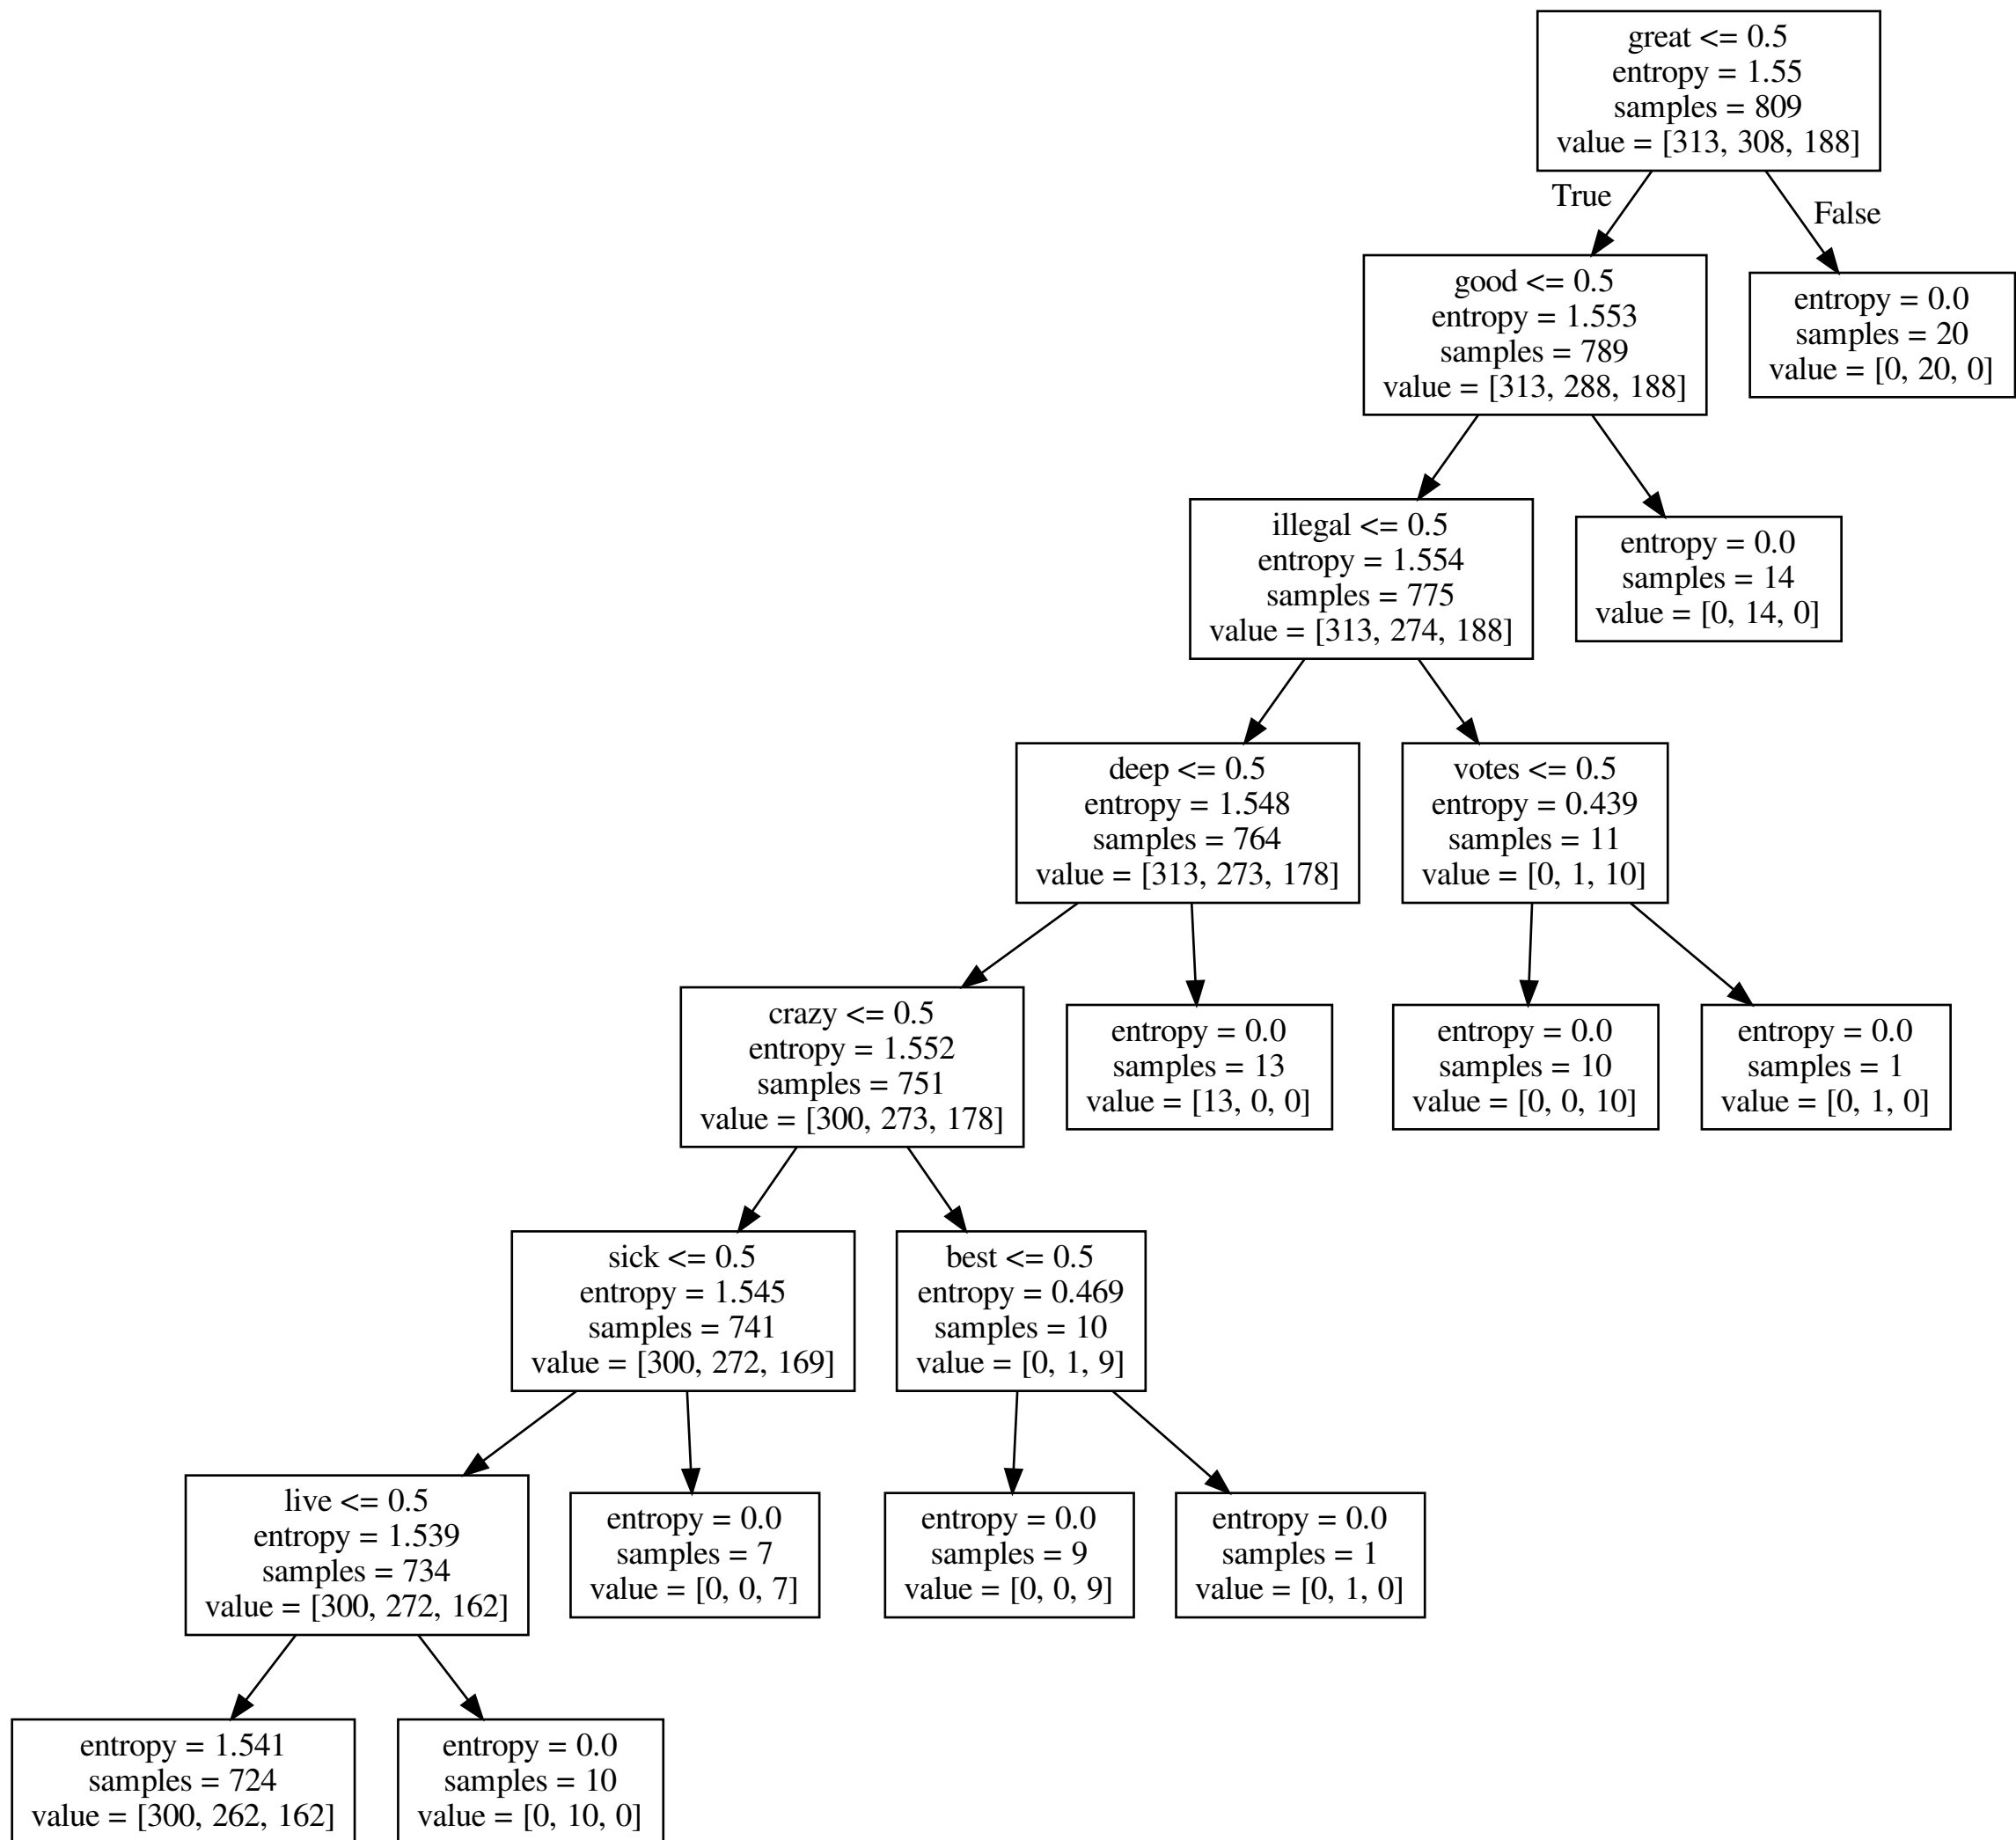 great <= 0.5
entropy = 1.55
samples = 809
value = [313, 308, 188]
True
False
good <= 0.5
entropy = 1.553
samples = 789
value = [313, 288, 188]
entropy = 0.0
samples = 20
value = [0, 20, 0]
illegal <= 0.5
entropy = 1.554
samples = 775
value = [313, 274, 188]
entropy = 0.0
samples = 14
value = [0, 14, 0]
deep <= 0.5
entropy = 1.548
samples = 764
value = [313, 273, 178]
votes <= 0.5
entropy = 0.439
samples = 11
value = [0, 1, 10]
crazy <= 0.5
entropy = 1.552
samples = 751
value = [300, 273, 178]
entropy = 0.0
samples = 13
value = [13, 0, 0]
entropy = 0.0
samples = 10
value = [0, 0, 10]
entropy = 0.0
samples = 1
value = [0, 1, 0]
sick <= 0.5
entropy = 1.545
samples = 741
value = [300, 272, 169]
best <= 0.5
entropy = 0.469
samples = 10
value = [0, 1, 9]
live <= 0.5
entropy = 1.539
samples = 734
value = [300, 272, 162]
entropy = 0.0
samples = 7
value = [0, 0, 7]
entropy = 0.0
samples = 9
value = [0, 0, 9]
entropy = 0.0
samples = 1
value = [0, 1, 0]
entropy = 1.541
samples = 724
value = [300, 262, 162]
entropy = 0.0
samples = 10
value = [0, 10, 0]